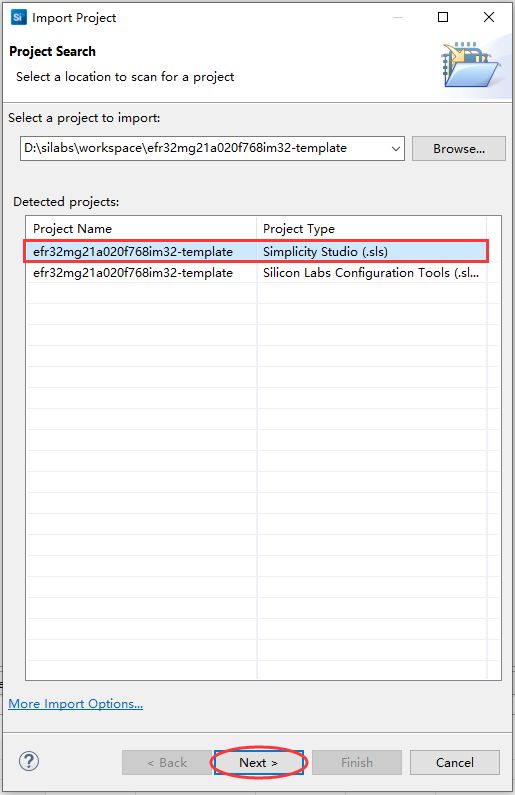 Si Import Project
Project Search
Select a location to scan for a project
Select a project to import:
D:\silabs\workspace\efr32mg21a020f768im32-template Browse...
Detected projects:
Project Name Project Type
efr32mg21a020f768im32-template Simplicity Studio (.sls)
efr32mg21a020f768im32-template Silicon Labs Configuration Tools (.sl...
More Import Options...
? < Back Next > Finish Cancel